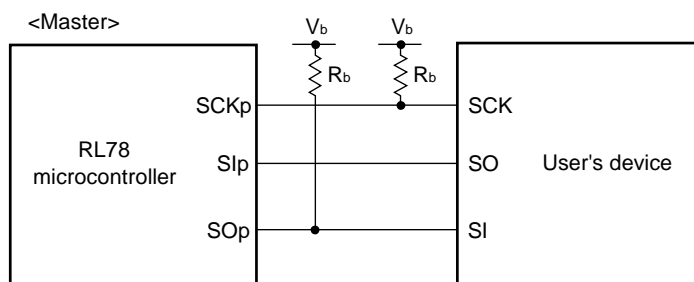 <Master>
Vb Vb
Rb Rb
SCKp SCK
RL78
microcontroller
SIp SO
User's device
SOp SI